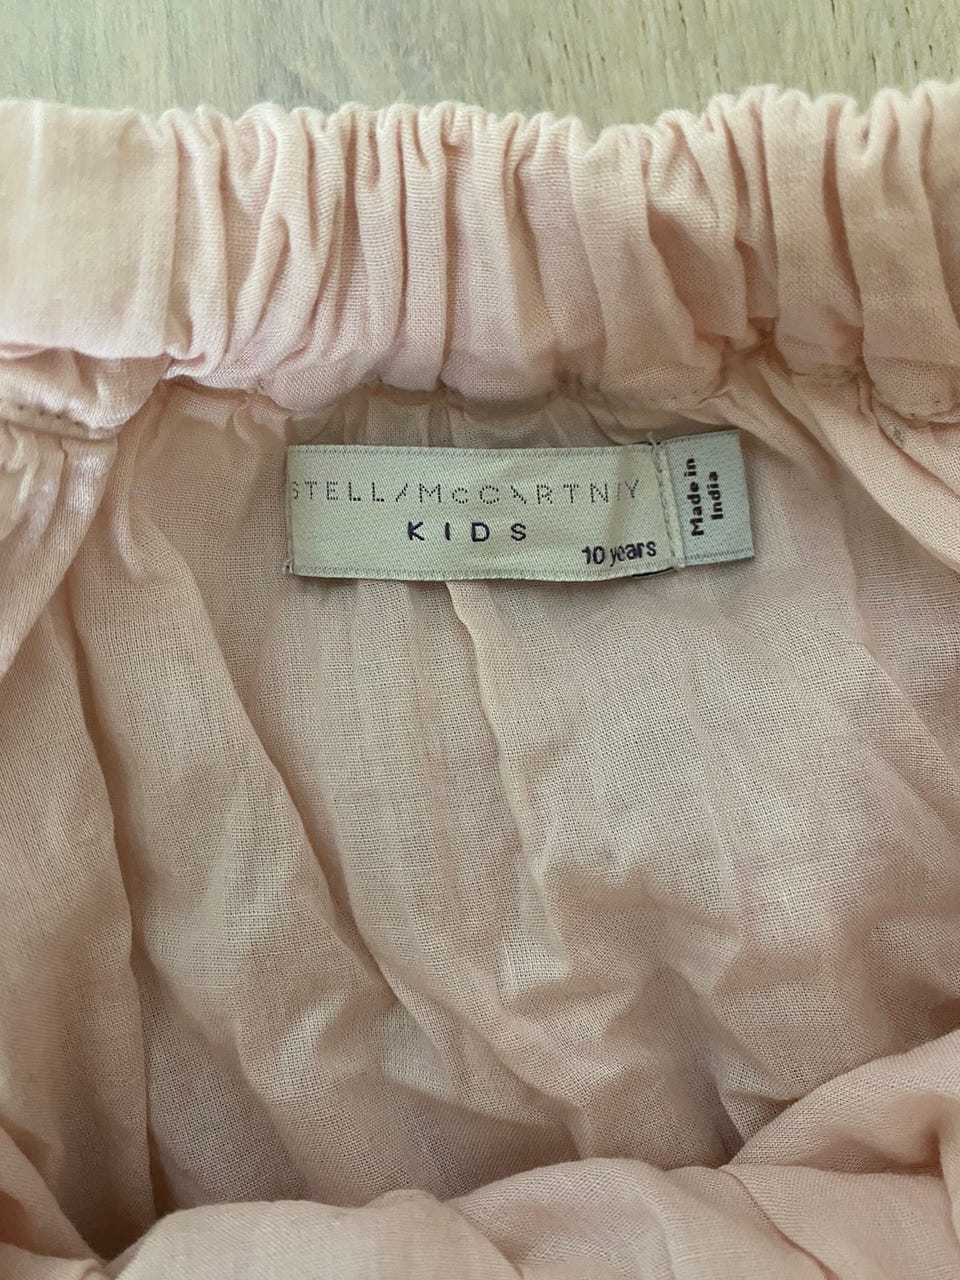 STELLA McCARTNEY
KIDS
10 years
Made in
India